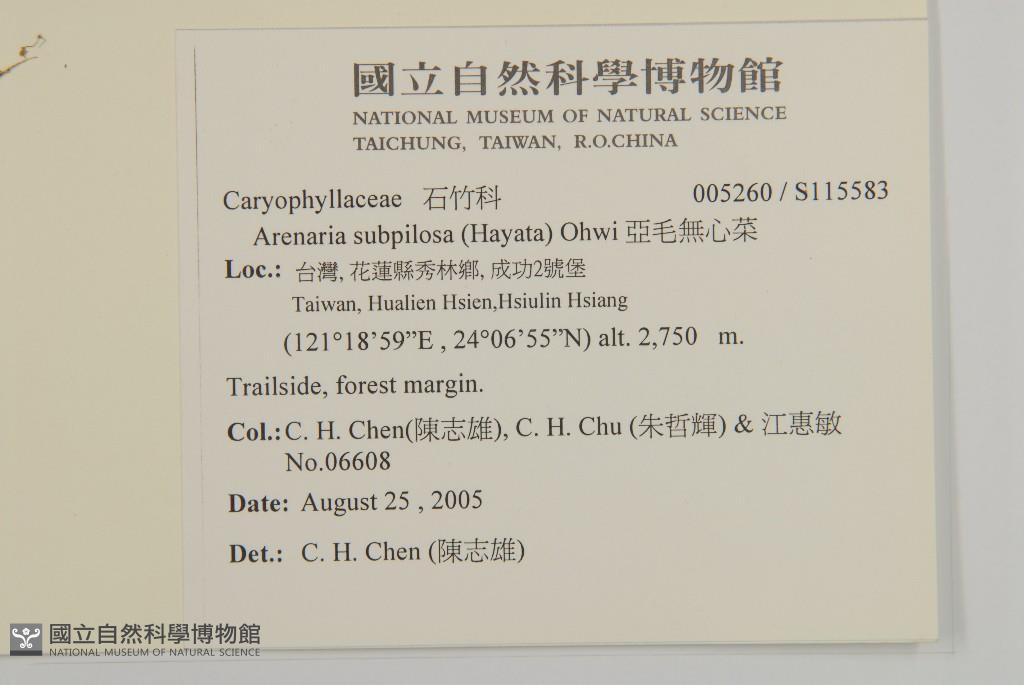 國立自然科學博物館
NATIONAL MUSEUM OF NATURAL SCIENCE
TAICHUNG, TAIWAN, R.O.CHINA
Caryophyllaceae 石竹科 005260 / S115583
Arenaria subpilosa (Hayata) Ohwi 亞毛無心菜
Loc.: 台灣, 花蓮縣秀林鄉, 成功2號堡
Taiwan, Hualien Hsien,Hsiulin Hsiang
(121°18’59”E , 24°06’55”N) alt. 2,750 m.
Trailside, forest margin.
Col.: C. H. Chen(陳志雄), C. H. Chu (朱哲輝) & 江惠敏
No.06608
Date: August 25 , 2005
Det.: C. H. Chen (陳志雄)
國立自然科學博物館
NATIONAL MUSEUM OF NATURAL SCIENCE